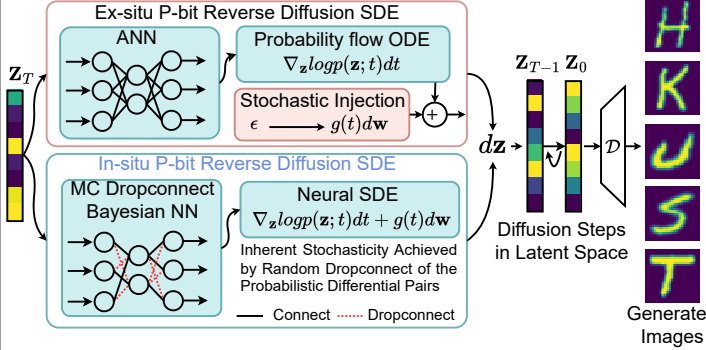 Ex-situ P-bit Reverse Diffusion SDE
ANN
Probability flow ODE
∇_z logp(z; t)dt
Stochastic Injection
ϵ → g(t)dw
+
z_T
In-situ P-bit Reverse Diffusion SDE
MC Dropconnect
Bayesian NN
Neural SDE
∇_z logp(z; t)dt + g(t)dw
Inherent Stochasticity Achieved
by Random Dropconnect of the
Probabilistic Differential Pairs
Connect
Dropconnect
dz
z_{T−1} z_0
D
Diffusion Steps
in Latent Space
H
K
U
S
T
Generate
Images